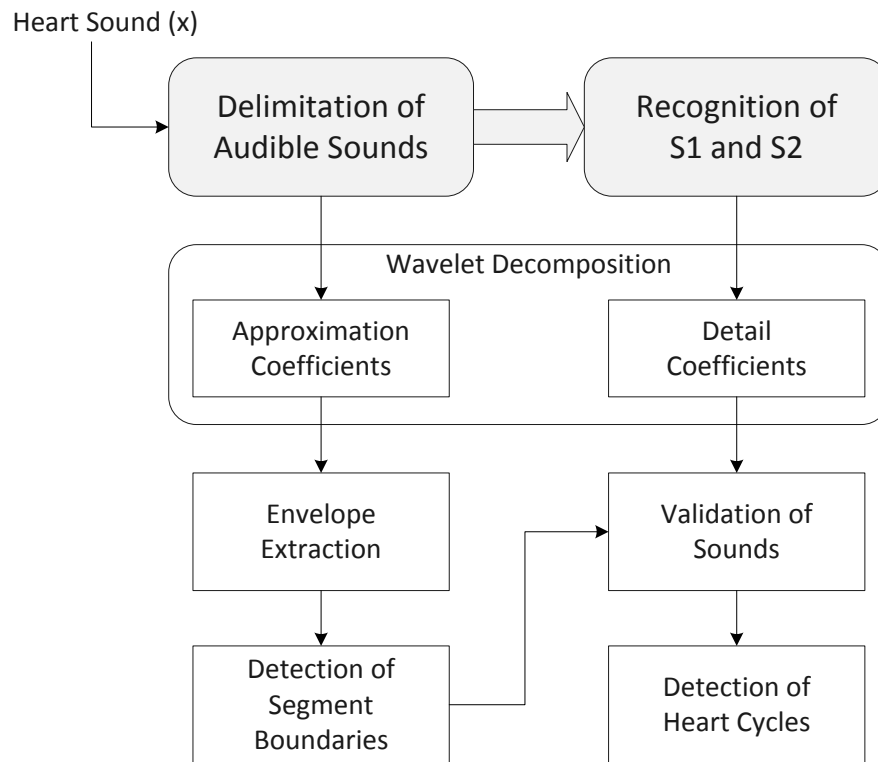 Heart Sound (x)
Delimitation of
Audible Sounds
Recognition of
S1 and S2
Wavelet Decomposition
Approximation
Coefficients
Detail
Coefficients
Envelope
Extraction
Validation of
Sounds
Detection of
Segment
Boundaries
Detection of
Heart Cycles